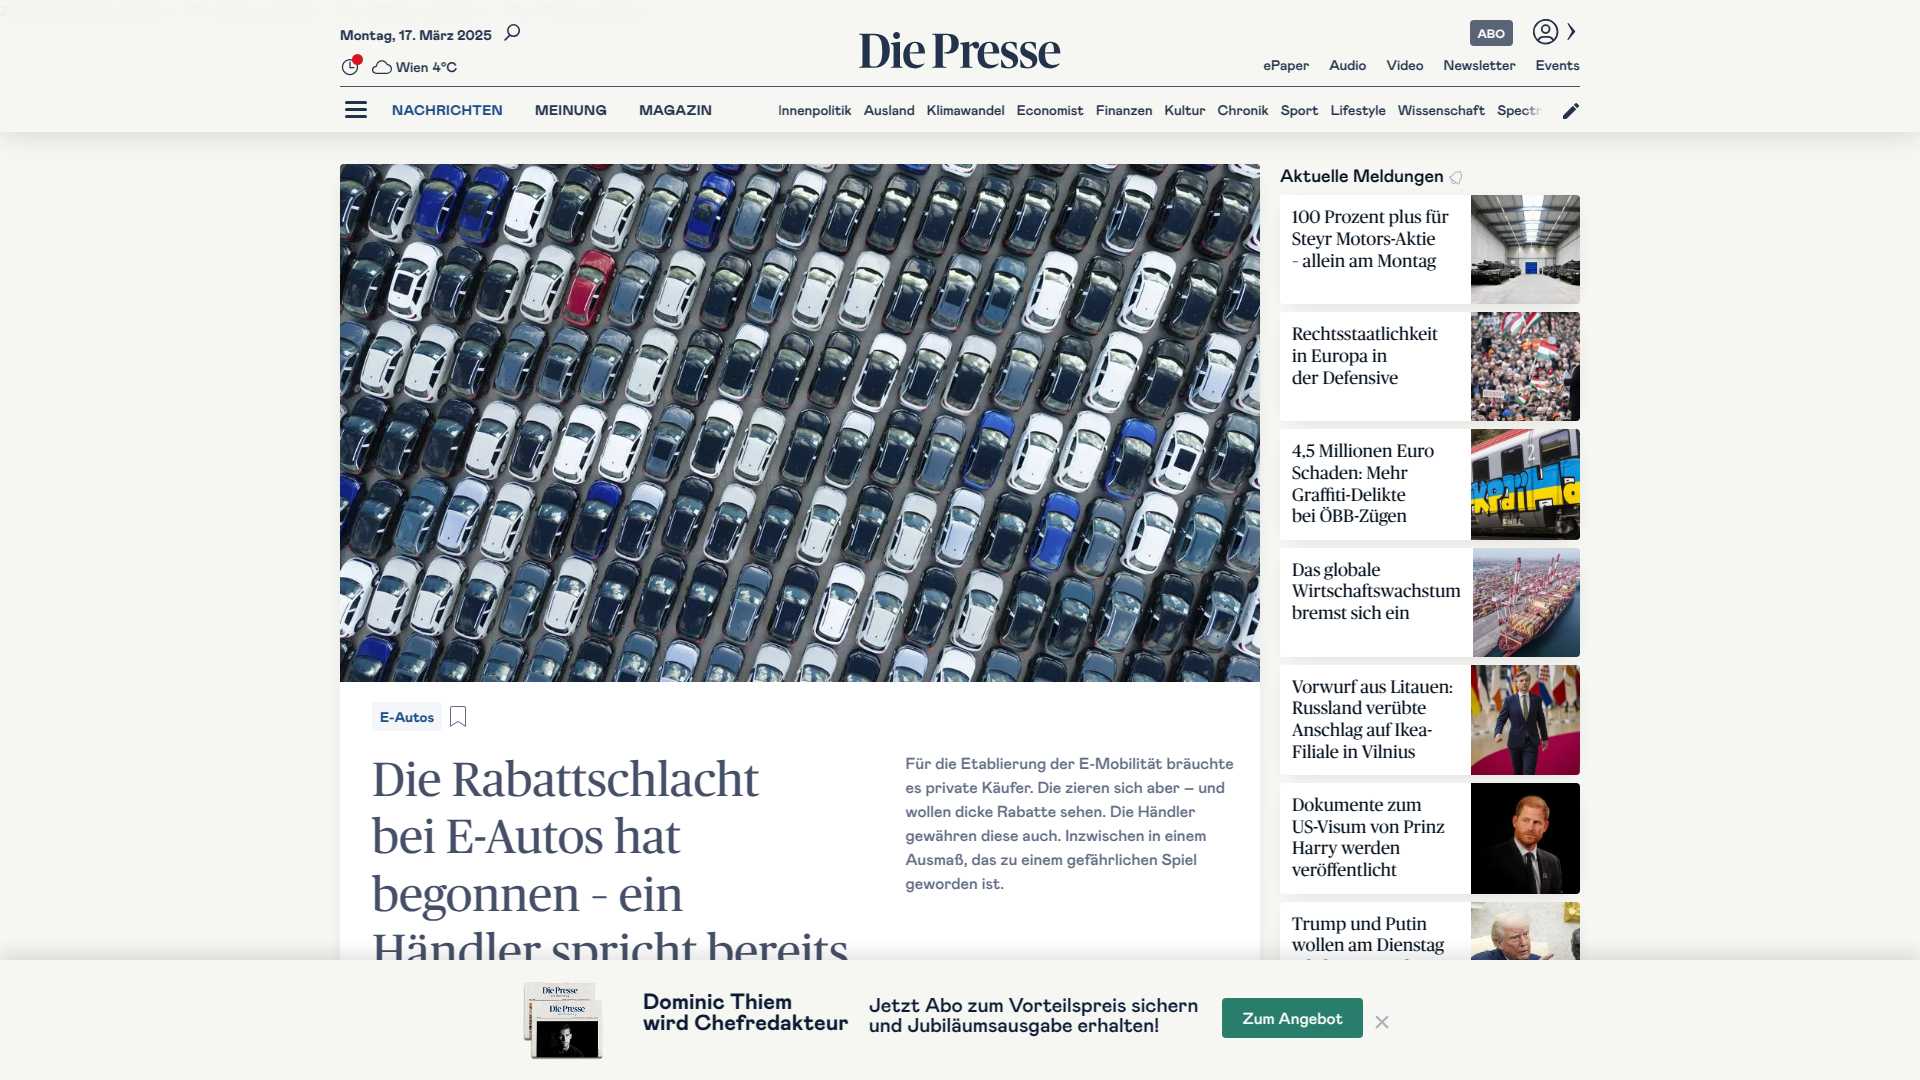 Montag, 17. März 2025
Wien 4°C
Die Presse
ABO
ePaper Audio Video Newsletter Events
NACHRICHTEN MEINUNG MAGAZIN
Innenpolitik Ausland Klimawandel Economist Finanzen Kultur Chronik Sport Lifestyle Wissenschaft
E-Autos
Die Rabattschlacht
bei E-Autos hat
begonnen – ein
Händler spricht bereits
Für die Etablierung der E-Mobilität bräuchte
es private Käufer. Die zieren sich aber – und
wollen dicke Rabatte sehen. Die Händler
gewähren diese auch. Inzwischen in einem
Ausmaß, das zu einem gefährlichen Spiel
geworden ist.
Aktuelle Meldungen
100 Prozent plus für
Steyr Motors-Aktie
– allein am Montag
Rechtsstaatlichkeit
in Europa in
der Defensive
4,5 Millionen Euro
Schaden: Mehr
Graffiti-Delikte
bei ÖBB-Zügen
2
Das globale
Wirtschaftswachstum
bremst sich ein
Vorwurf aus Litauen:
Russland verübte
Anschlag auf Ikea-
Filiale in Vilnius
Dokumente zum
US-Visum von Prinz
Harry werden
veröffentlicht
Trump und Putin
wollen am Dienstag
Die Presse
Die Presse
Dominic Thiem
wird Chefredakteur
Jetzt Abo zum Vorteilspreis sichern
und Jubiläumsausgabe erhalten!
Zum Angebot